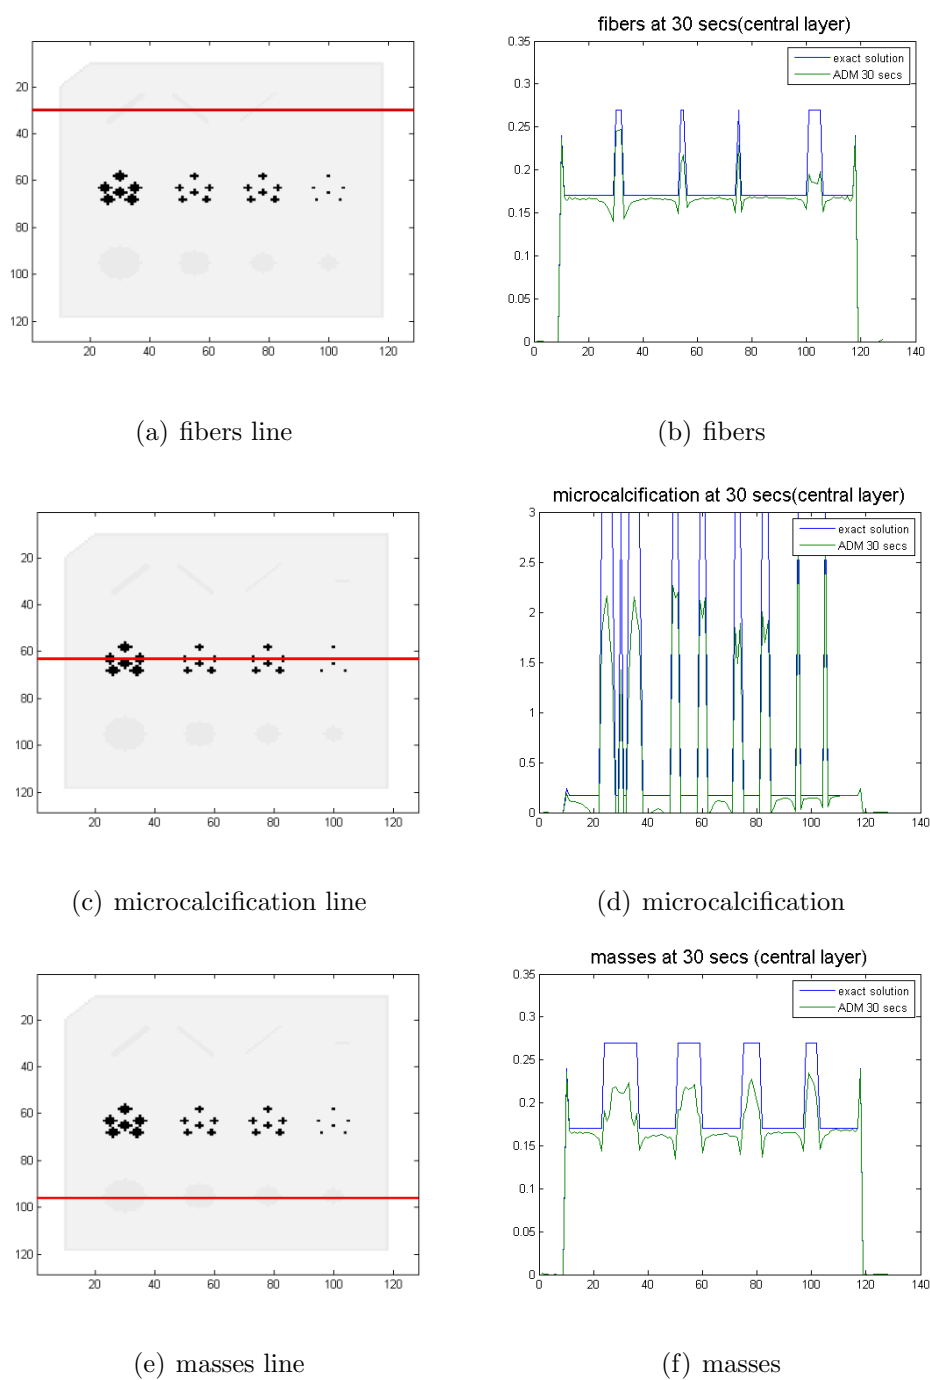 fibers at 30 secs(central layer)
0.35
0.3
0.25
0.2
0.15
0.1
0.05
0
exact solution
ADM 30 secs
20
40
60
80
100
120
20 40 60 80 100 120
0 20 40 60 80 100 120 140
(a) fibers line
(b) fibers
microcalcification at 30 secs(central layer)
3
2.5
2
1.5
1
0.5
0
exact solution
ADM 30 secs
20
40
60
80
100
120
20 40 60 80 100 120
0 20 40 60 80 100 120 140
(c) microcalcification line
(d) microcalcification
masses at 30 secs (central layer)
0.35
0.3
0.25
0.2
0.15
0.1
0.05
0
exact solution
ADM 30 secs
20
40
60
80
100
120
20 40 60 80 100 120
0 20 40 60 80 100 120 140
(e) masses line
(f) masses